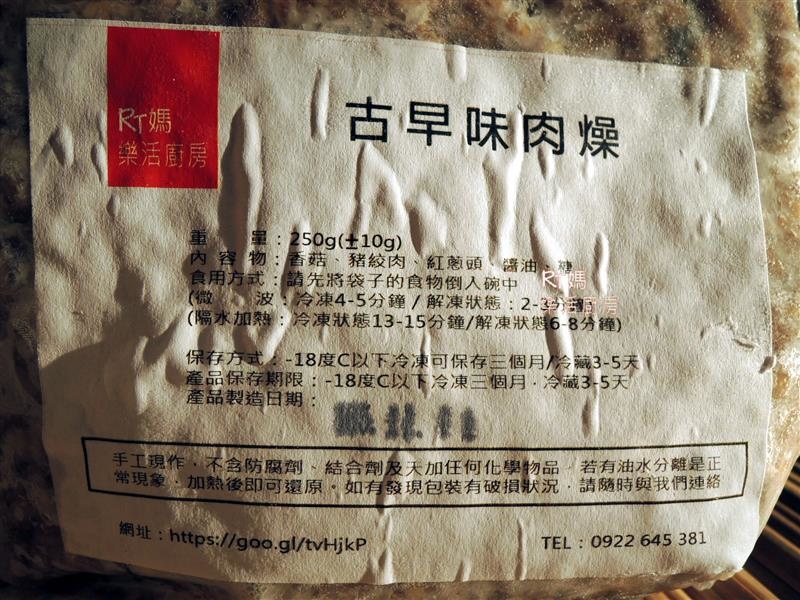 RT媽
樂活廚房
古早味肉燥
重 量：250g(±10g)
內 容 物：香菇、豬絞肉、紅蔥頭、醬油、糖
食用方式：請先將袋子的食物倒入碗中
(微 波：冷凍4-5分鐘 / 解凍狀態：2-3分鐘
(隔水加熱：冷凍狀態13-15分鐘/解凍狀態6-8分鐘)
RT媽
樂活廚房
保存方式：-18度C以下冷凍可保存三個月/冷藏3-5天
產品保存期限：-18度C以下冷凍三個月，冷藏3-5天
產品製造日期：
手工現作，不含防腐劑、結合劑及天加任何化學物品，若有油水分離是正
常現象，加熱後即可還原。如有發現包裝有破損狀況，請隨時與我們連絡
網址：https://goo.gl/tvHjkP
TEL：0922 645 381